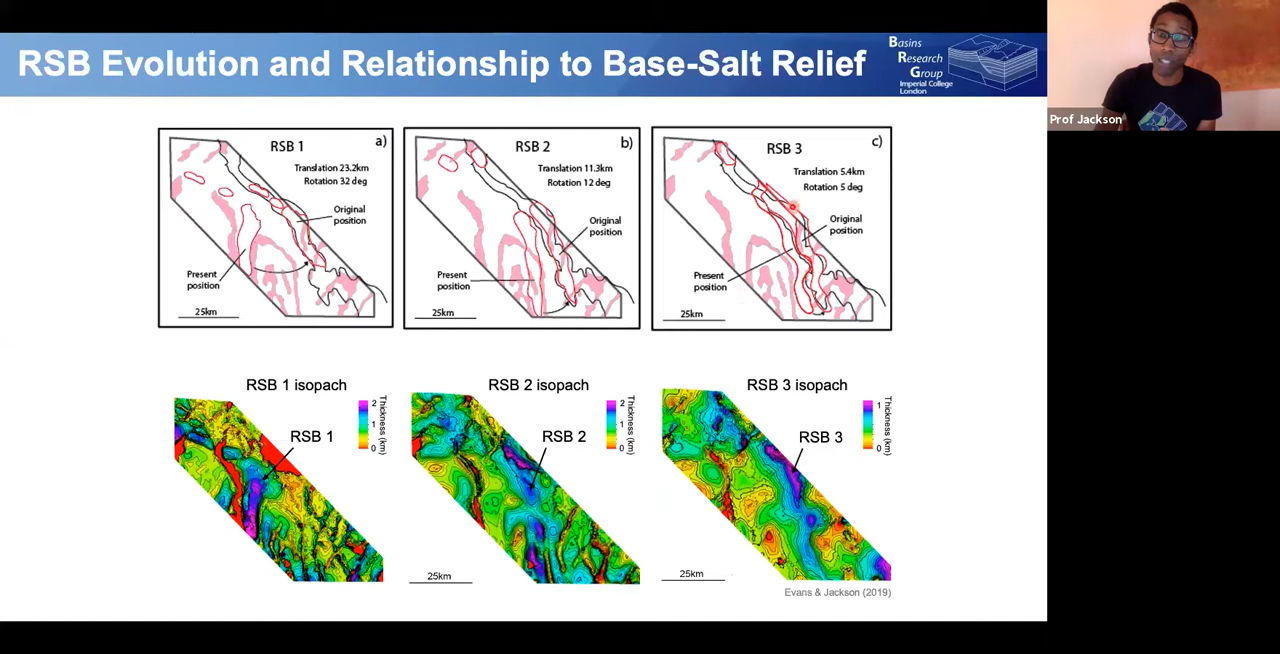 RSB Evolution and Relationship to Base-Salt Relief
Basins
Research
Group
Imperial College
London
Prof Jackson
RSB 1
a)
Translation 23.2km
Rotation 32 deg
Original
position
Present
position
25km
RSB 2
b)
Translation 11.3km
Rotation 12 deg
Original
position
Present
position
25km
RSB 3
c)
Translation 5.4km
Rotation 5 deg
Original
position
Present
position
25km
RSB 1 isopach
RSB 1
2
1
0
Thickness (km)
RSB 2 isopach
RSB 2
2
1
0
Thickness (km)
25km
RSB 3 isopach
RSB 3
1
0
Thickness (km)
25km
Evans & Jackson (2019)